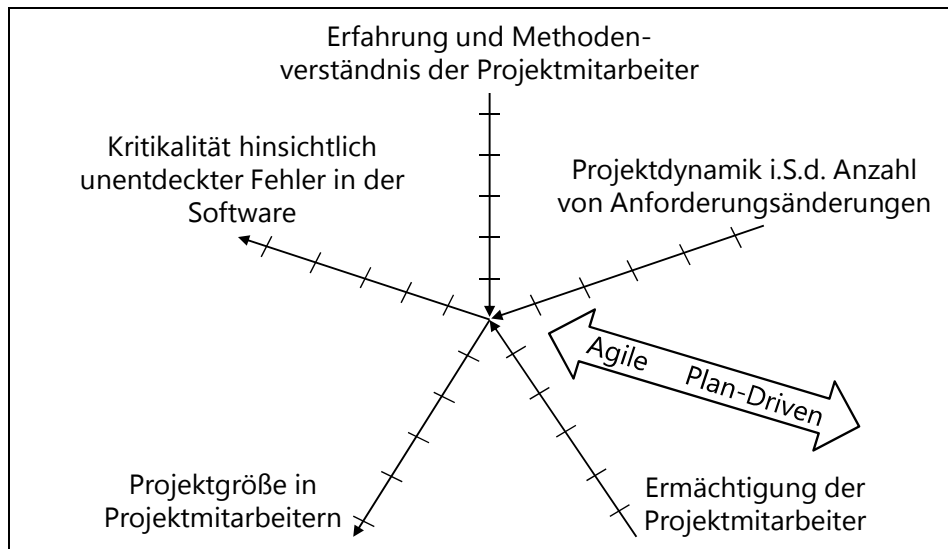 Erfahrung und Methoden-
verständnis der Projektmitarbeiter
Kritikalität hinsichtlich
unentdeckter Fehler in der
Software
Projektdynamik i.S.d. Anzahl
von Anforderungsänderungen
Agile Plan-Driven
Projektgröße in
Projektmitarbeitern
Ermächtigung der
Projektmitarbeiter